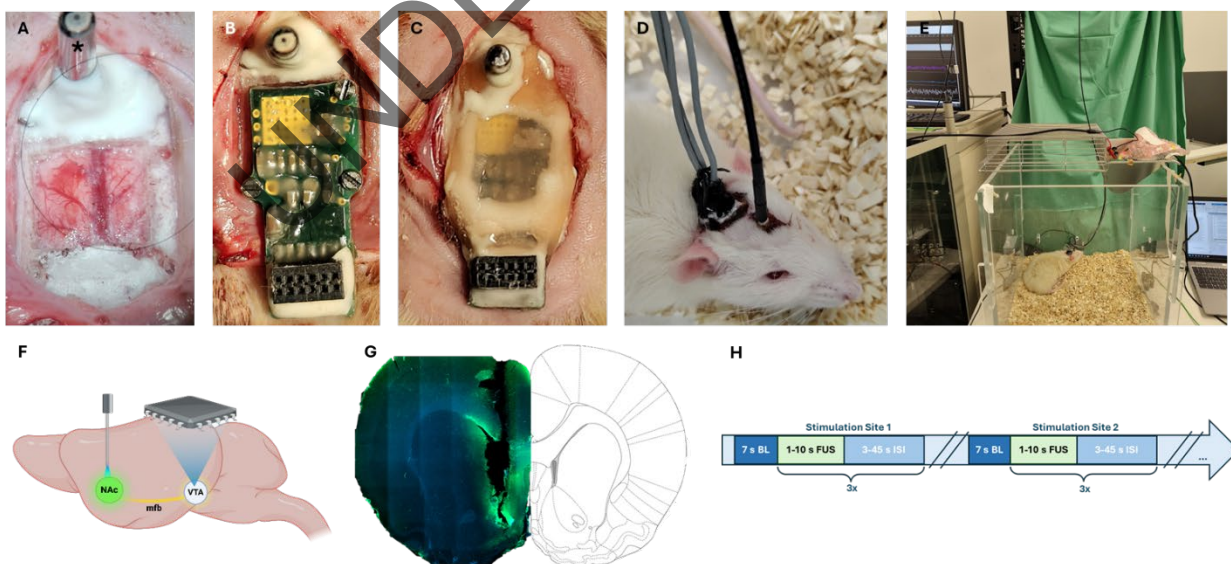 A
*
B
C
D
E
F
NAc
mfb
VTA
G
H
Stimulation Site 1
7 s BL
1-10 s FUS
3-45 s ISI
3x
Stimulation Site 2
7 s BL
1-10 s FUS
3-45 s ISI
3x
...